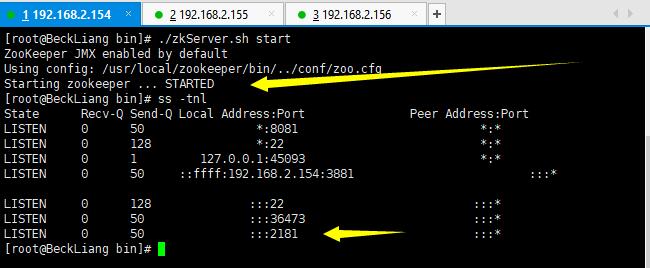 1 192.168.2.154 2 192.168.2.155 3 192.168.2.156 +
[root@BeckLiang bin]# ./zkServer.sh start
ZooKeeper JMX enabled by default
Using config: /usr/local/zookeeper/bin/../conf/zoo.cfg
Starting zookeeper ... STARTED
[root@BeckLiang bin]# ss -tnl
State Recv-Q Send-Q Local Address:Port Peer Address:Port
LISTEN 0 50 *:8081 *:*
LISTEN 0 128 *:22 *:*
LISTEN 0 1 127.0.0.1:45093 *:*
LISTEN 0 50 ::ffff:192.168.2.154:3881 :::*
LISTEN 0 128 :::22 :::*
LISTEN 0 50 :::36473 :::*
LISTEN 0 50 :::2181 :::*
[root@BeckLiang bin]#